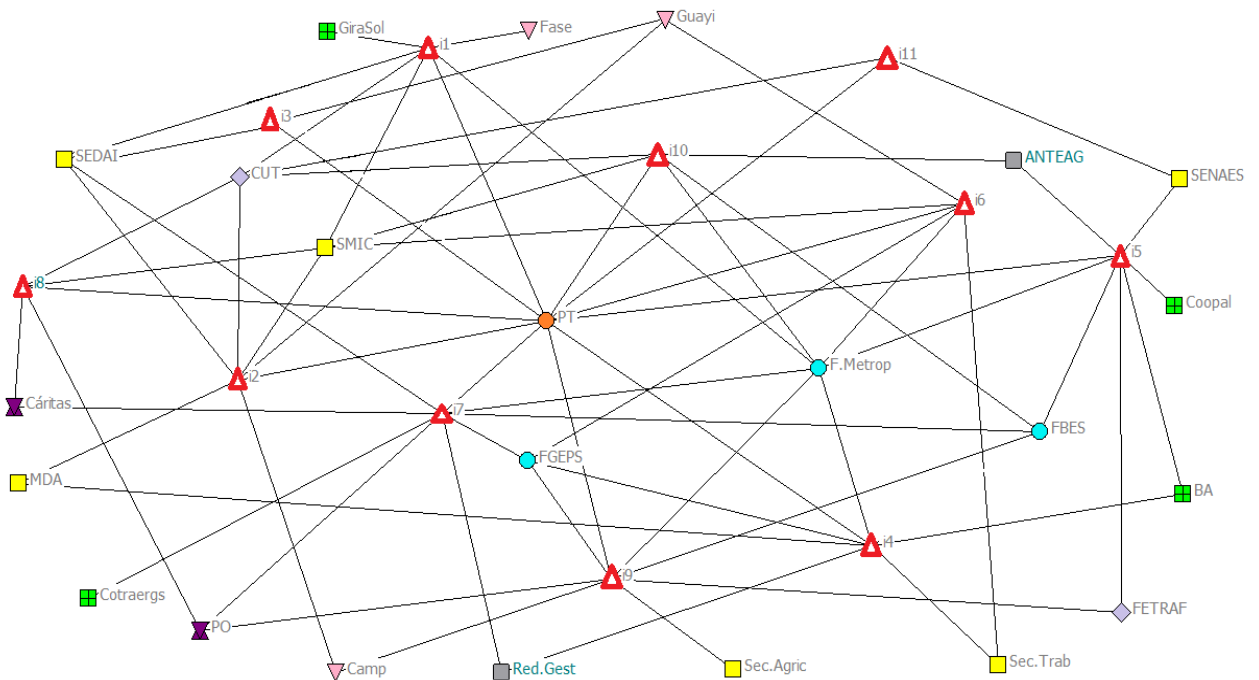 GiraSol
Fase
Guayi
i1
i11
i3
i10
ANTEAG
SEDAI
CUT
SENAES
i6
SMIC
i5
i8
Coopal
PT
F.Metrop
i2
Cáritas
i7
FBES
FGEPS
MDA
BA
i4
i9
Cotraergs
FETRAF
PO
Camp
Red.Gest
Sec.Agric
Sec.Trab